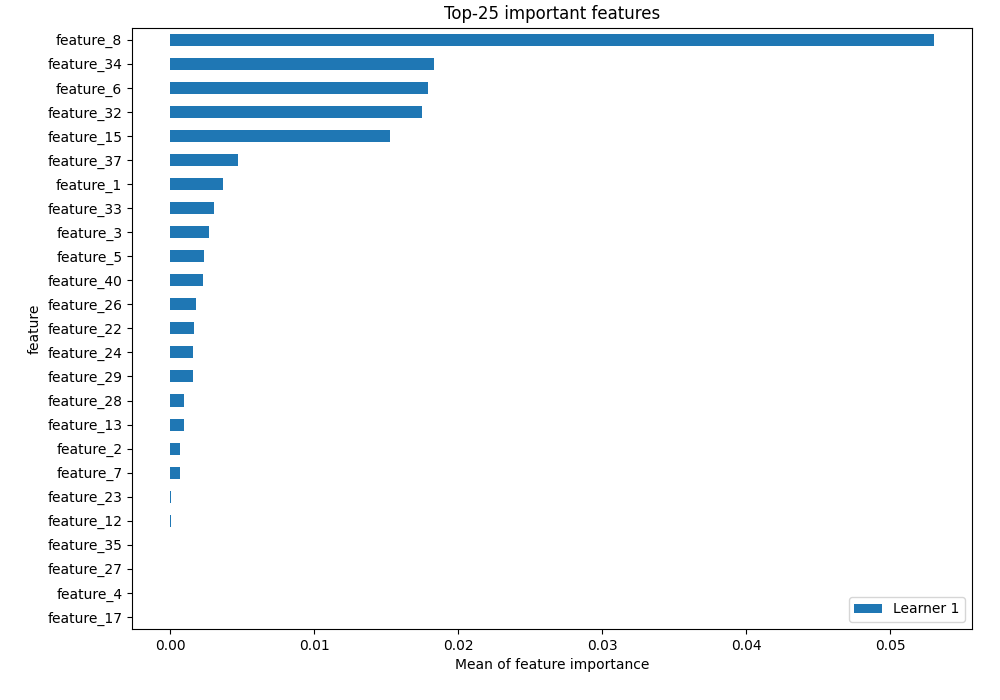 Top-25 important features
feature_8
feature_34
feature_6
feature_32
feature_15
feature_37
feature_1
feature_33
feature_3
feature_5
feature_40
feature_26
feature_22
feature_24
feature_29
feature_28
feature_13
feature_2
feature_7
feature_23
feature_12
feature_35
feature_27
feature_4
feature_17
feature
Learner 1
0.00 0.01 0.02 0.03 0.04 0.05
Mean of feature importance